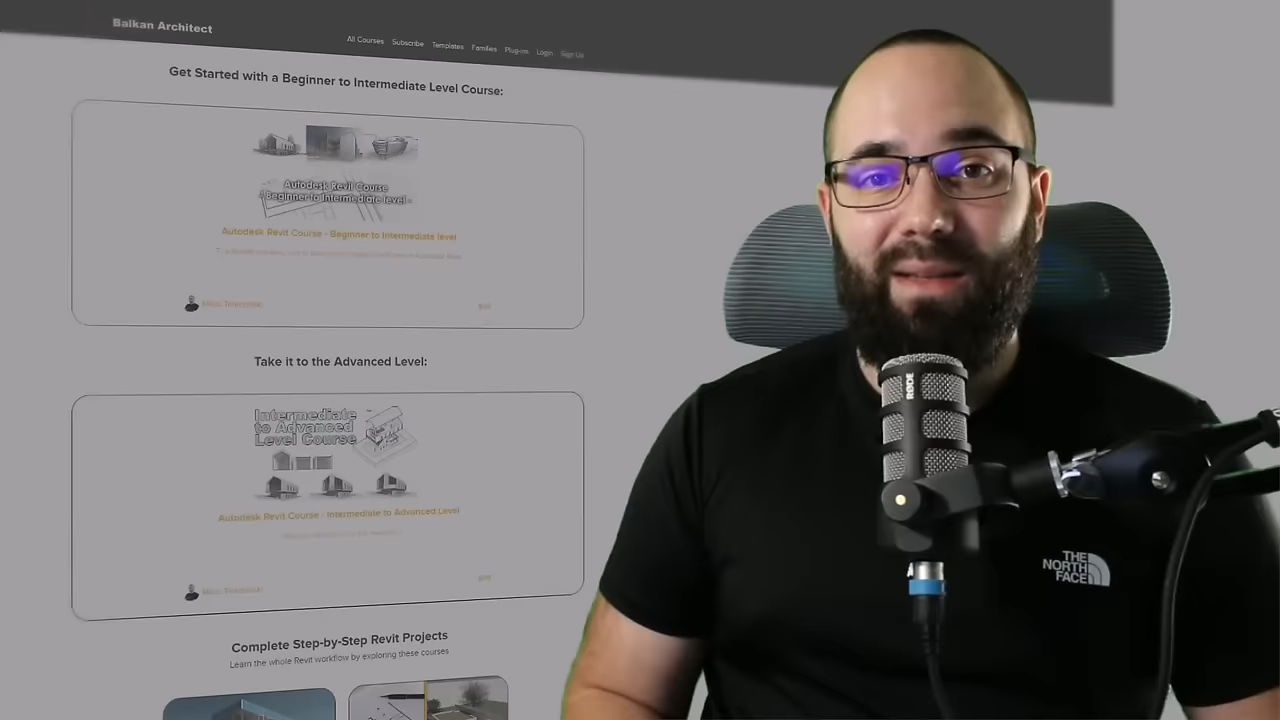 Balkan Architect
All Courses Subscribe Templates Families Plug-ins Login Sign Up
Get Started with a Beginner to Intermediate Level Course:
Autodesk Revit Course
- Beginner to Intermediate level -
Autodesk Revit Course - Beginner to Intermediate level
Take it to the Advanced Level:
Intermediate
to Advanced
Level Course
Autodesk Revit Course - Intermediate to Advanced Level
Complete Step-by-Step Revit Projects
Learn the whole Revit workflow by exploring these courses
RØDE
THE
NORTH
FACE